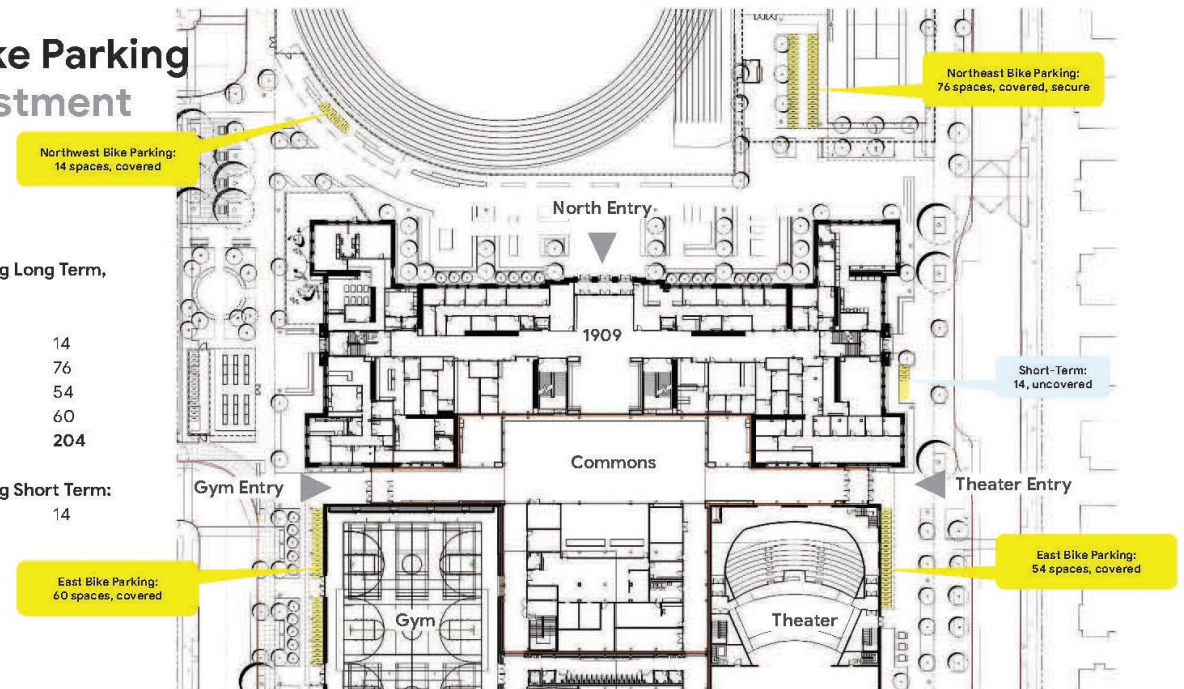 ke Parking
stment
Northwest Bike Parking:
14 spaces, covered
Northeast Bike Parking:
76 spaces, covered, secure
North Entry
g Long Term,
1909
14
76
54
60
204
Short-Term:
14, uncovered
Commons
g Short Term:
14
Gym Entry
Theater Entry
East Bike Parking:
60 spaces, covered
East Bike Parking:
54 spaces, covered
Gym
Theater